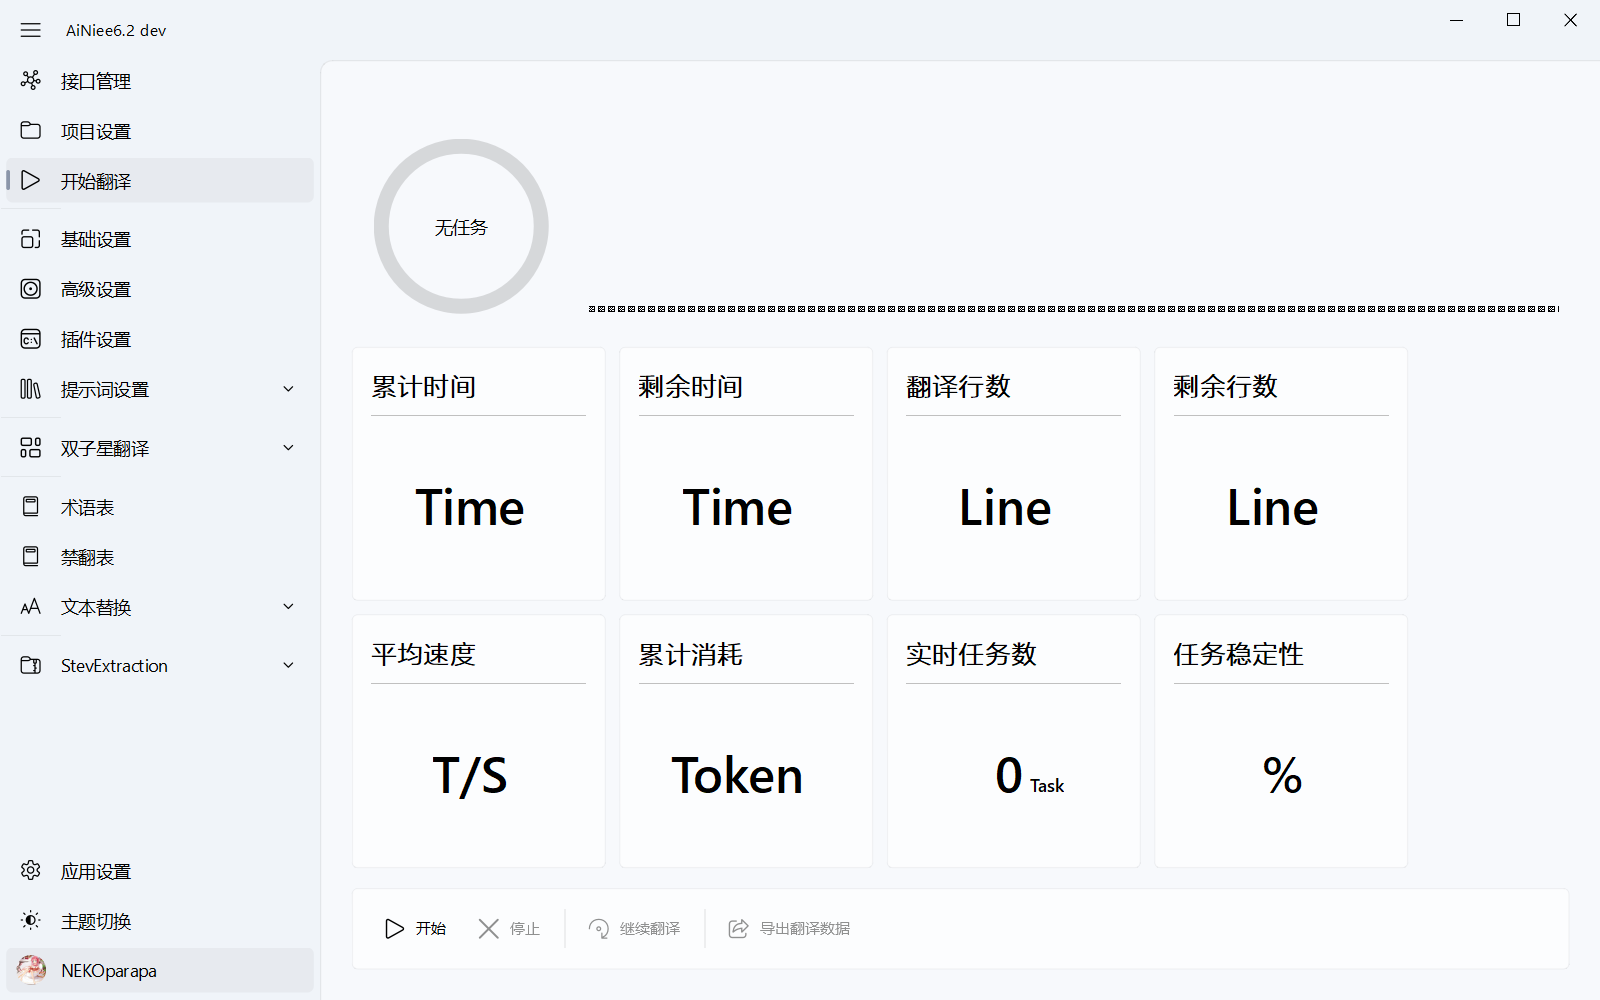 AiNiee6.2 dev
接口管理
项目设置
开始翻译
基础设置
高级设置
插件设置
提示词设置
双子星翻译
术语表
禁翻表
文本替换
StevExtraction
应用设置
主题切换
NEKOparapa
无任务
累计时间
Time
剩余时间
Time
翻译行数
Line
剩余行数
Line
平均速度
T/S
累计消耗
Token
实时任务数
0 Task
任务稳定性
%
开始
停止
继续翻译
导出翻译数据